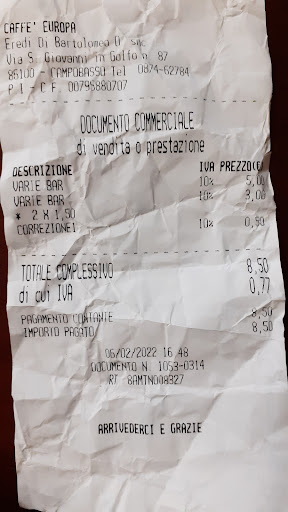 CAFFE' EUROPA
Eredi Di Bartolomeo D. snc
Via S. Giovanni in Golfo n. 87
86100 - CAMPOBASSO Tel. 0874-62784
P.I - C.F. 00795880707
DOCUMENTO COMMERCIALE
di vendita o prestazione
DESCRIZIONE IVA PREZZO(€)
VARIE BAR 10% 5,00
VARIE BAR 10% 3,00
* 2 X 1,50
CORREZIONE1 10% 0,50
TOTALE COMPLESSIVO 8,50
di cui IVA 0,77
PAGAMENTO CONTANTE 8,50
IMPORTO PAGATO 8,50
06/02/2022 16:48
DOCUMENTO N. 1053-0314
RT 8AMTN008327
ARRIVEDERCI E GRAZIE